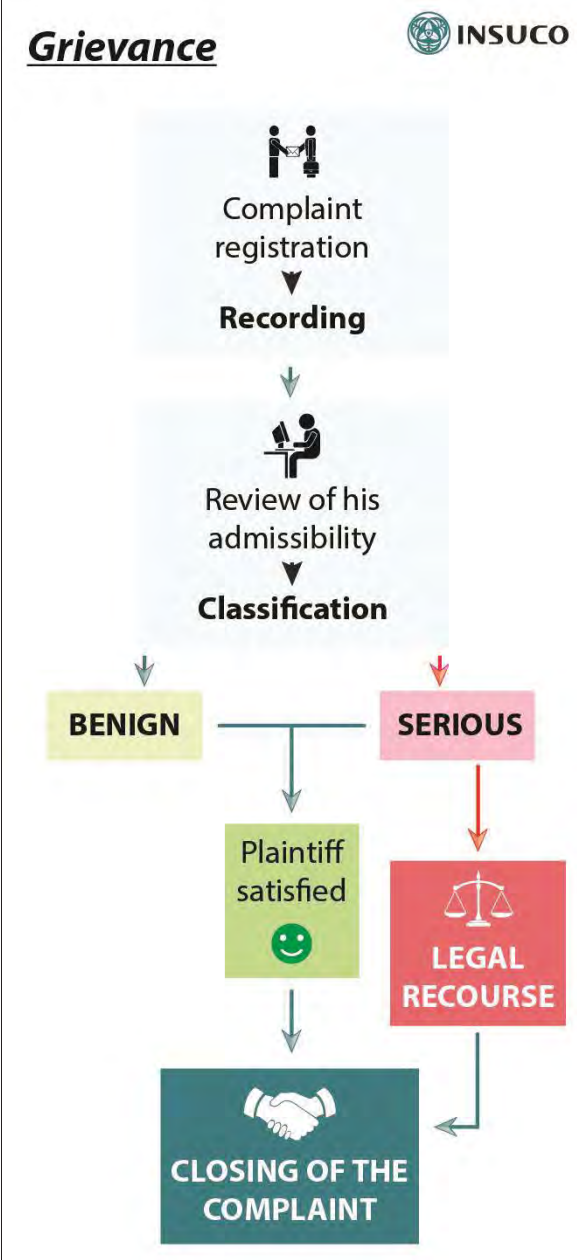 Grievance
INSUCO
Complaint
registration
Recording
Review of his
admissibility
Classification
BENIGN
SERIOUS
Plaintiff
satisfied
LEGAL
RECOURSE
CLOSING OF THE
COMPLAINT